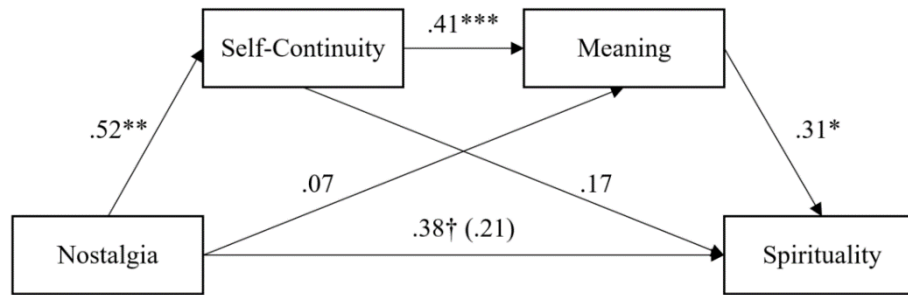 .41***
Self-Continuity
Meaning
.52**
.31*
.07
.17
.38† (.21)
Nostalgia
Spirituality